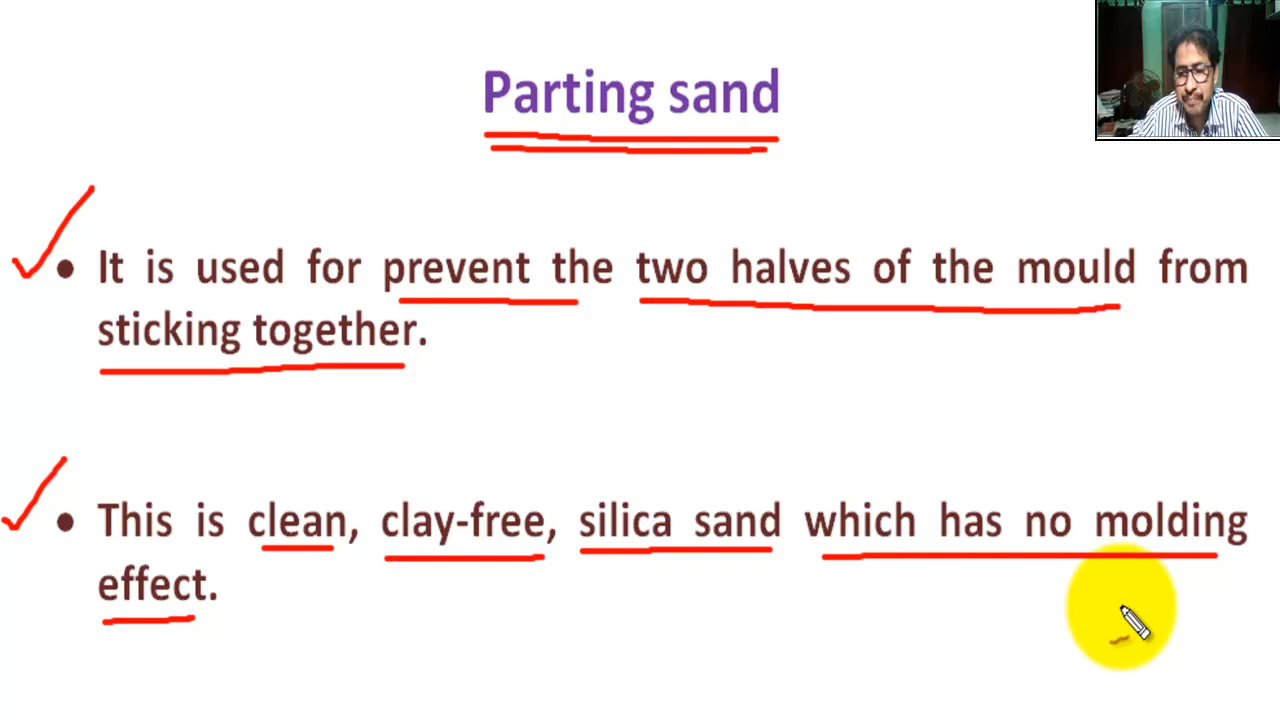 Parting sand
• It is used for prevent the two halves of the mould from
sticking together.
• This is clean, clay-free, silica sand which has no molding
effect.